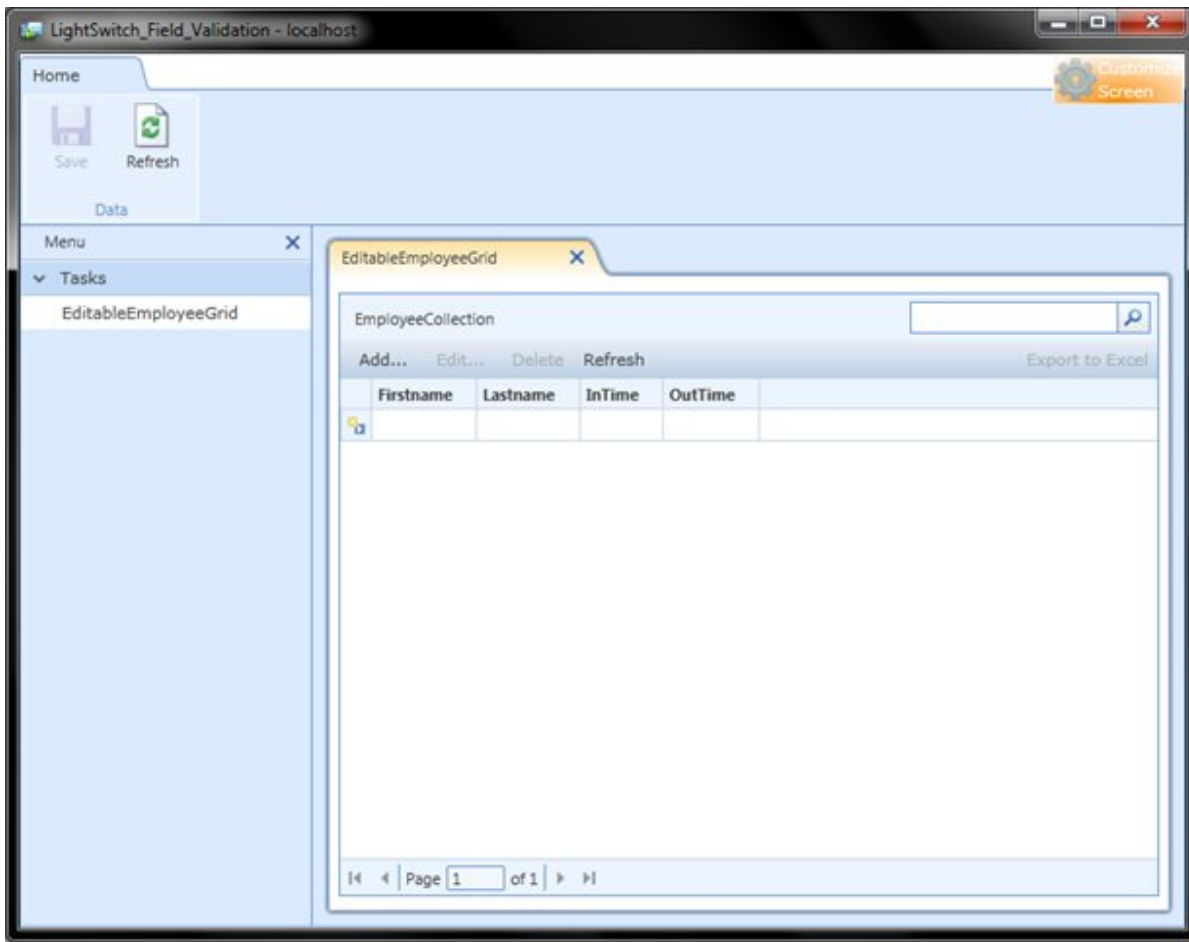 LightSwitch_Field_Validation - localhost
Home
Customize
Screen
Save
Refresh
Data
Menu
Tasks
EditableEmployeeGrid
EditableEmployeeGrid
EmployeeCollection
Add... Edit... Delete Refresh Export to Excel
Firstname Lastname InTime OutTime
Page 1 of 1